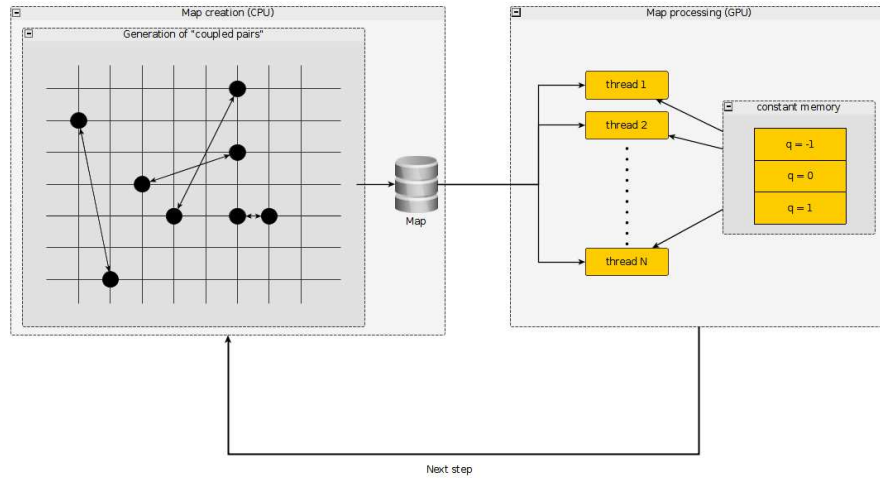 Map creation (CPU)
Generation of "coupled pairs"
Map
Map processing (GPU)
thread 1
thread 2
thread N
constant memory
q = -1
q = 0
q = 1
Next step